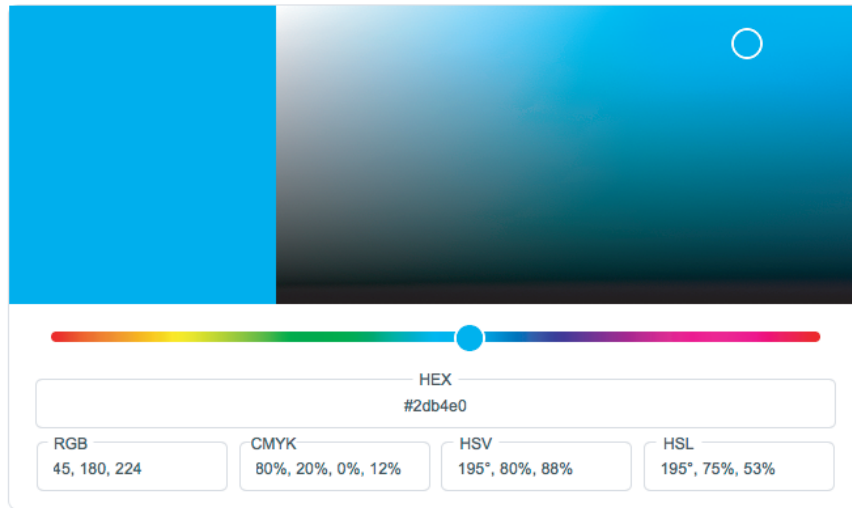 HEX
#2db4e0
RGB
45, 180, 224
CMYK
80%, 20%, 0%, 12%
HSV
195°, 80%, 88%
HSL
195°, 75%, 53%